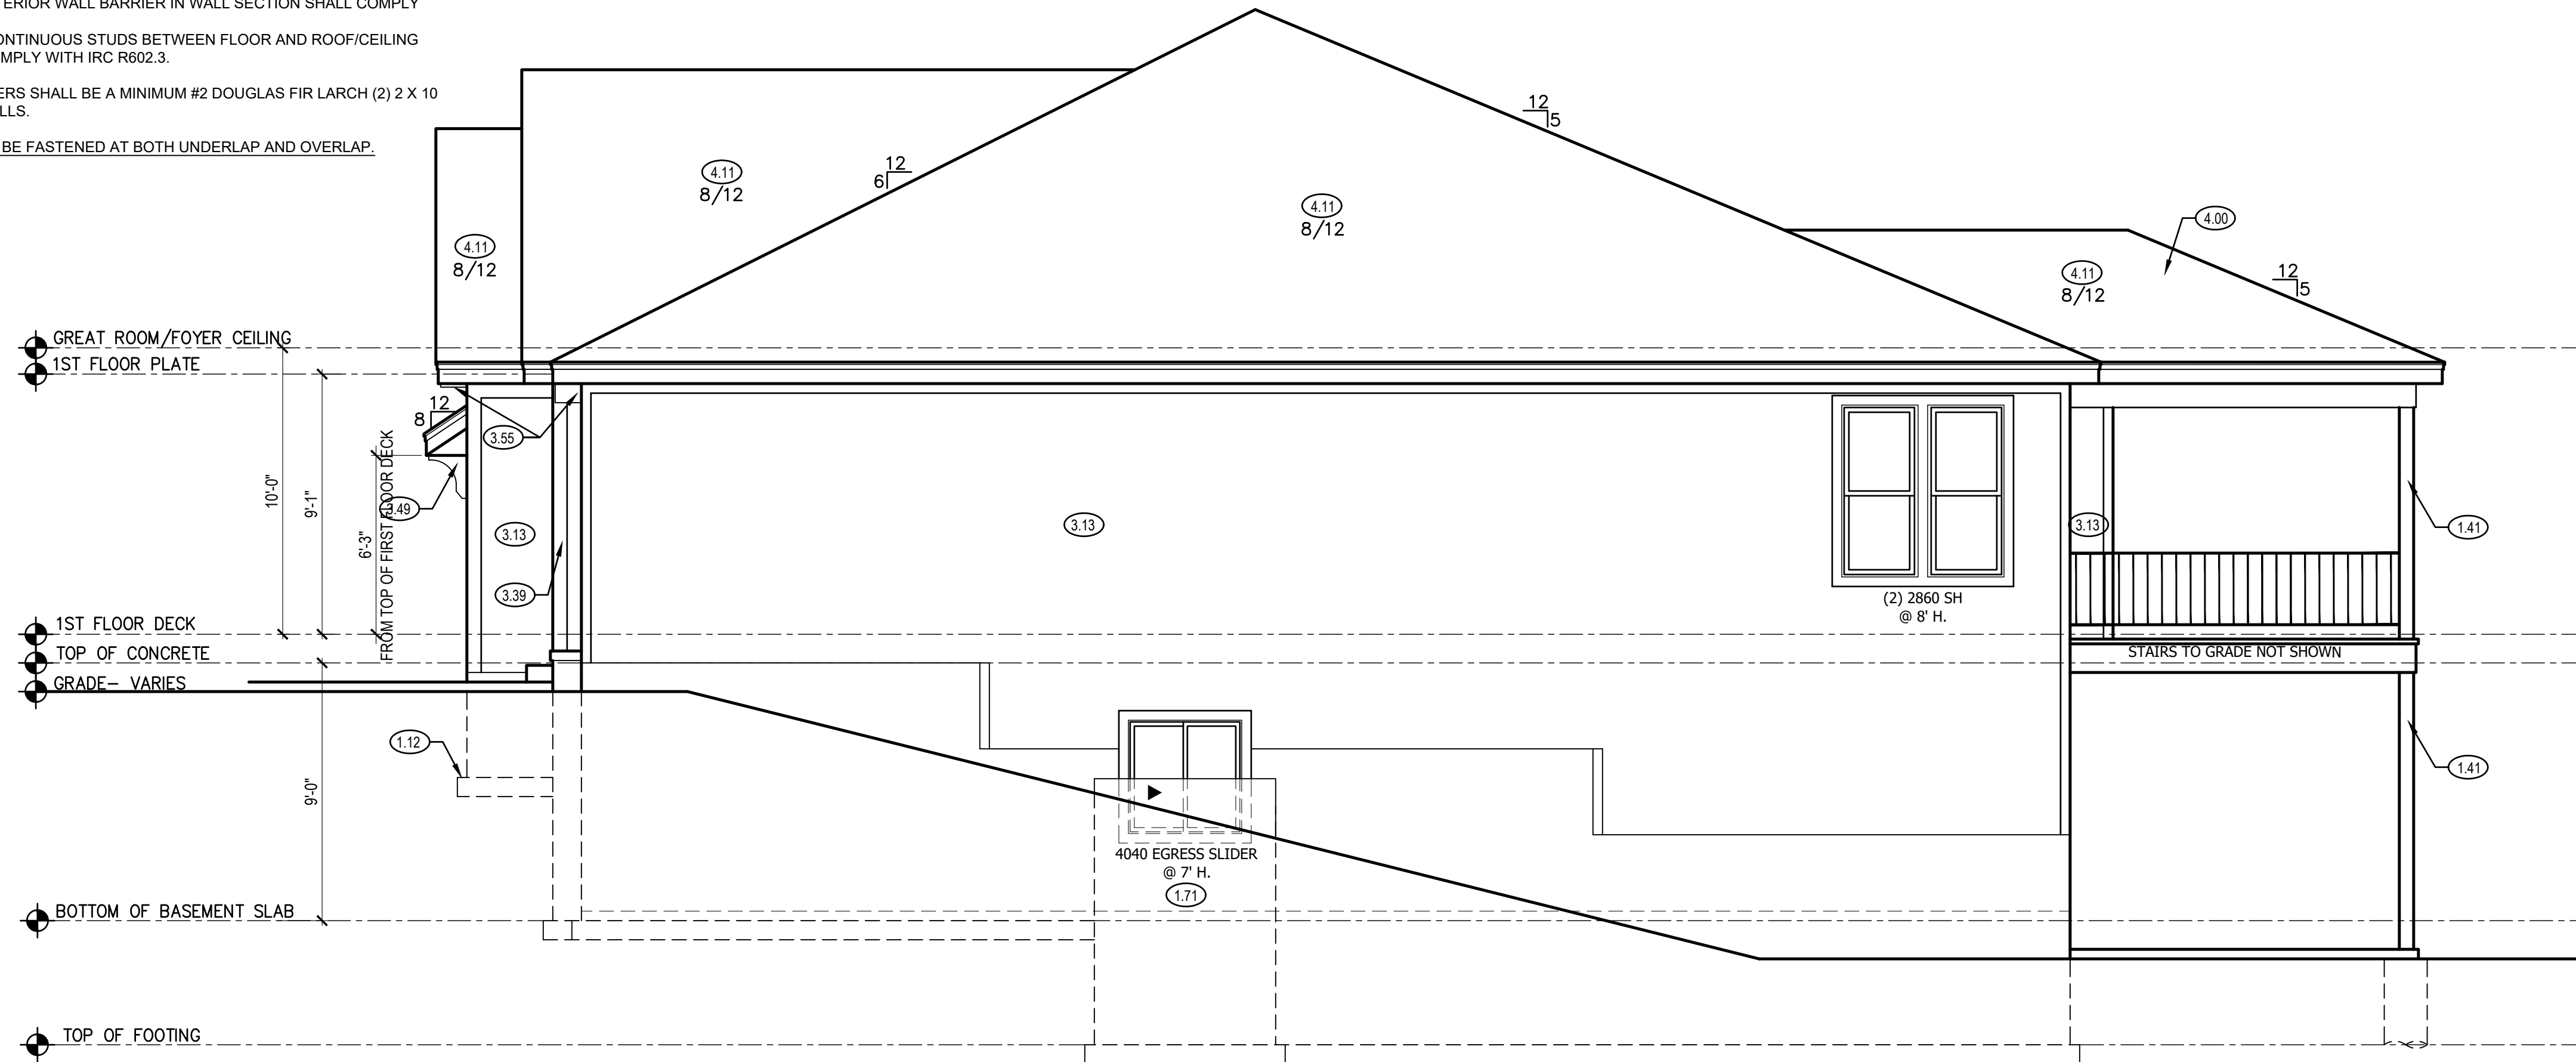 TERIOR WALL BARRIER IN WALL SECTION SHALL COMPLY
ONTINUOUS STUDS BETWEEN FLOOR AND ROOF/CEILING
MPLY WITH IRC R602.3.
ERS SHALL BE A MINIMUM #2 DOUGLAS FIR LARCH (2) 2 X 10
LLS.
BE FASTENED AT BOTH UNDERLAP AND OVERLAP.
12
5
12
6
4.11
8/12
4.11
8/12
4.11
8/12
4.00
4.11
8/12
12
5
GREAT ROOM/FOYER CEILING
1ST FLOOR PLATE
12
8
3.55
10'-0"
9'-1"
6'-3"
FROM TOP OF FIRST FLOOR DECK
3.49
3.13
3.13
3.13
1.41
3.39
(2) 2860 SH
@ 8' H.
1ST FLOOR DECK
TOP OF CONCRETE
STAIRS TO GRADE NOT SHOWN
GRADE- VARIES
1.12
9'-0"
1.41
4040 EGRESS SLIDER
@ 7' H.
1.71
BOTTOM OF BASEMENT SLAB
TOP OF FOOTING